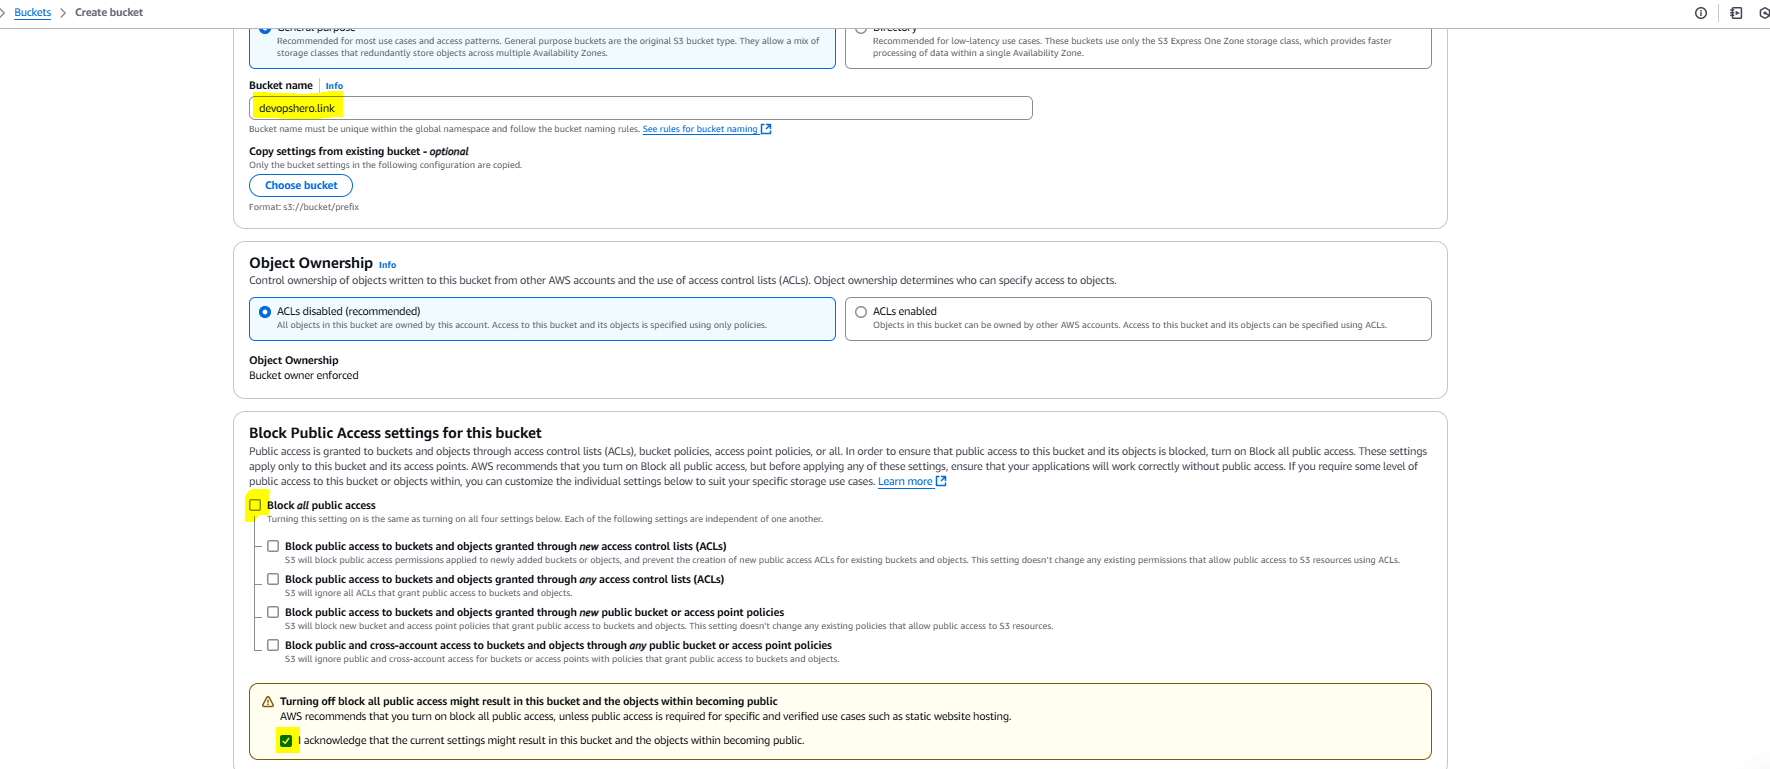 Buckets > Create bucket
General purpose
Recommended for most use cases and access patterns. General purpose buckets are the original S3 bucket type. They allow a mix of
storage classes that redundantly store objects across multiple Availability Zones.
Directory
Recommended for low-latency use cases. These buckets use only the S3 Express One Zone storage class, which provides faster
processing of data within a single Availability Zone.
Bucket name Info
devopshero.link
Bucket name must be unique within the global namespace and follow the bucket naming rules. See rules for bucket naming
Copy settings from existing bucket - optional
Only the bucket settings in the following configuration are copied.
Choose bucket
Format: s3://bucket/prefix
Object Ownership Info
Control ownership of objects written to this bucket from other AWS accounts and the use of access control lists (ACLs). Object ownership determines who can specify access to objects.
ACLs disabled (recommended)
All objects in this bucket are owned by this account. Access to this bucket and its objects is specified using only policies.
ACLs enabled
Objects in this bucket can be owned by other AWS accounts. Access to this bucket and its objects can be specified using ACLs.
Object Ownership
Bucket owner enforced
Block Public Access settings for this bucket
Public access is granted to buckets and objects through access control lists (ACLs), bucket policies, access point policies, or all. In order to ensure that public access to this bucket and its objects is blocked, turn on Block all public access. These settings
apply only to this bucket and its access points. AWS recommends that you turn on Block all public access, but before applying any of these settings, ensure that your applications will work correctly without public access. If you require some level of
public access to this bucket or objects within, you can customize the individual settings below to suit your specific storage use cases. Learn more
Block all public access
Turning this setting on is the same as turning on all four settings below. Each of the following settings are independent of one another.
Block public access to buckets and objects granted through new access control lists (ACLs)
S3 will block public access permissions applied to newly added buckets or objects, and prevent the creation of new public access ACLs for existing buckets and objects. This setting doesn't change any existing permissions that allow public access to S3 resources using ACLs.
Block public access to buckets and objects granted through any access control lists (ACLs)
S3 will ignore all ACLs that grant public access to buckets and objects.
Block public access to buckets and objects granted through new public bucket or access point policies
S3 will block new bucket and access point policies that grant public access to buckets and objects. This setting doesn't change any existing policies that allow public access to S3 resources.
Block public and cross-account access to buckets and objects through any public bucket or access point policies
S3 will ignore public and cross-account access for buckets or access points with policies that grant public access to buckets and objects.
Turning off block all public access might result in this bucket and the objects within becoming public
AWS recommends that you turn on block all public access, unless public access is required for specific and verified use cases such as static website hosting.
I acknowledge that the current settings might result in this bucket and the objects within becoming public.